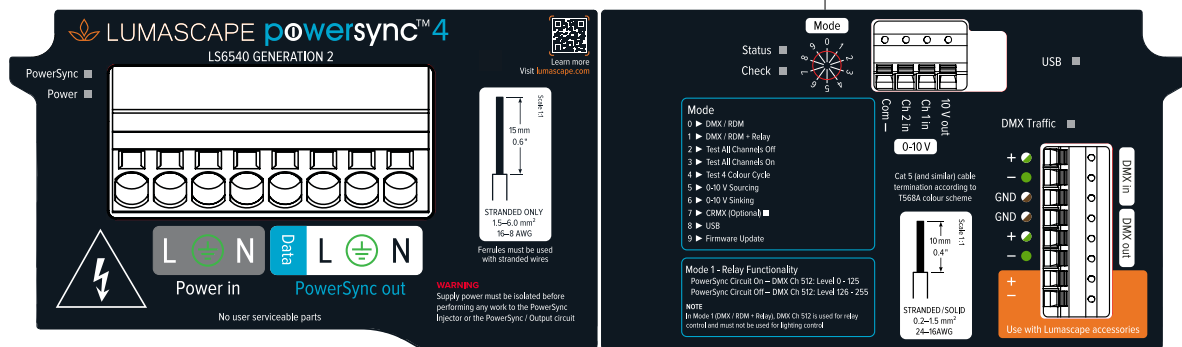 LUMASCAPE powersync™ 4
LS6540 GENERATION 2
Learn more
Visit lumascape.com
PowerSync
Power
Scale 1:1
15 mm
0.6"
STRANDED ONLY
1.5–6.0 mm²
16–8 AWG
Ferrules must be used
with stranded wires
L N
Data
L N
Power in
PowerSync out
No user serviceable parts
WARNING
Supply power must be isolated before
performing any work to the PowerSync
Injector or the PowerSync / Output circuit
Mode
Status
Check
0
1
2
3
4
5
6
7
8
9
Com –
Ch 2 in
Ch 1 in
10 V out
0-10 V
USB
Mode
0 ► DMX / RDM
1 ► DMX / RDM + Relay
2 ► Test All Channels Off
3 ► Test All Channels On
4 ► Test 4 Colour Cycle
5 ► 0-10 V Sourcing
6 ► 0-10 V Sinking
7 ► CRMX (Optional) ■
8 ► USB
9 ► Firmware Update
Mode 1 - Relay Functionality
PowerSync Circuit On – DMX Ch 512: Level 0 - 125
PowerSync Circuit Off – DMX Ch 512: Level 126 - 255
NOTE
In Mode 1 (DMX / RDM + Relay), DMX Ch 512 is used for relay
control and must not be used for lighting control
Cat 5 (and similar) cable
termination according to
T568A colour scheme
Scale 1:1
10 mm
0.4"
STRANDED/SOLID
0.2–1.5 mm²
24–16AWG
DMX Traffic
+
–
GND
GND
+
–
+
–
DMX in
DMX out
Use with Lumascape accessories